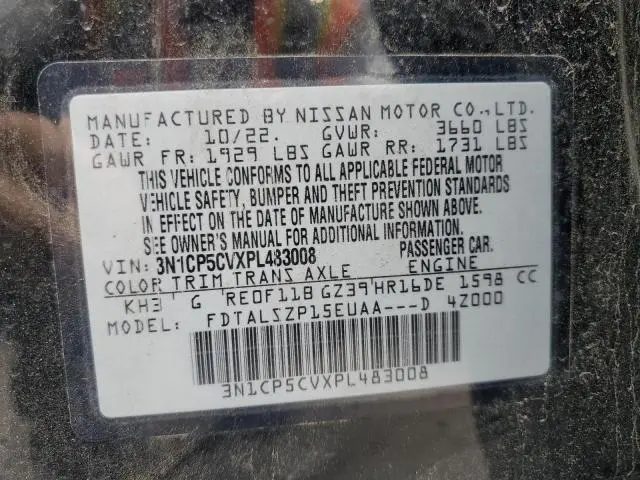 MANUFACTURED BY NISSAN MOTOR CO.,LTD.
DATE: 10/22. GVWR: 3660 LBS
GAWR FR: 1929 LBS GAWR RR: 1731 LBS
THIS VEHICLE CONFORMS TO ALL APPLICABLE FEDERAL MOTOR
VEHICLE SAFETY, BUMPER AND THEFT PREVENTION STANDARDS
IN EFFECT ON THE DATE OF MANUFACTURE SHOWN ABOVE.
SEE OWNER'S MANUAL FOR ADDITIONAL INFORMATION.
VIN: 3N1CP5CVXPL483008 PASSENGER CAR.
COLOR TRIM TRANS AXLE ENGINE
KH3 G RE0F11B GZ39 HR16DE 1598 CC
MODEL: FDTALSZP15EUAA---D 4Z000
3N1CP5CVXPL483008